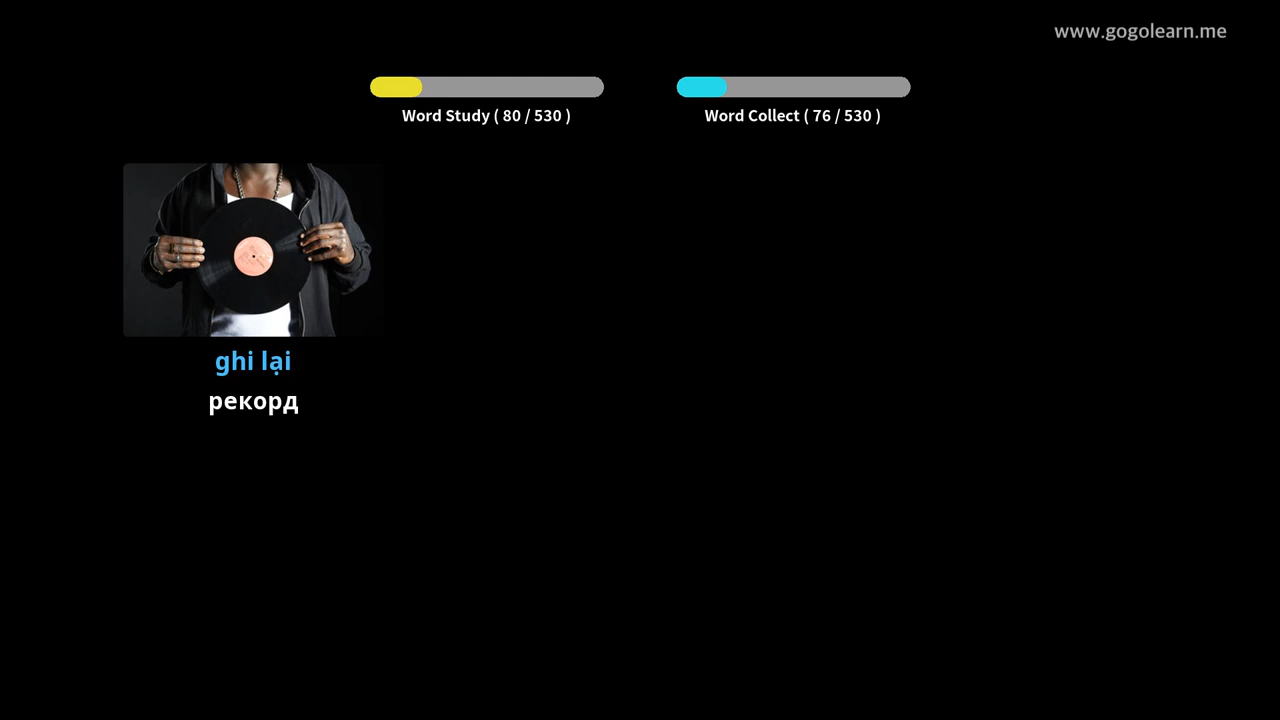 www.gogolearn.me
Word Study ( 80 / 530 )
Word Collect ( 76 / 530 )
ghi lại
рекорд